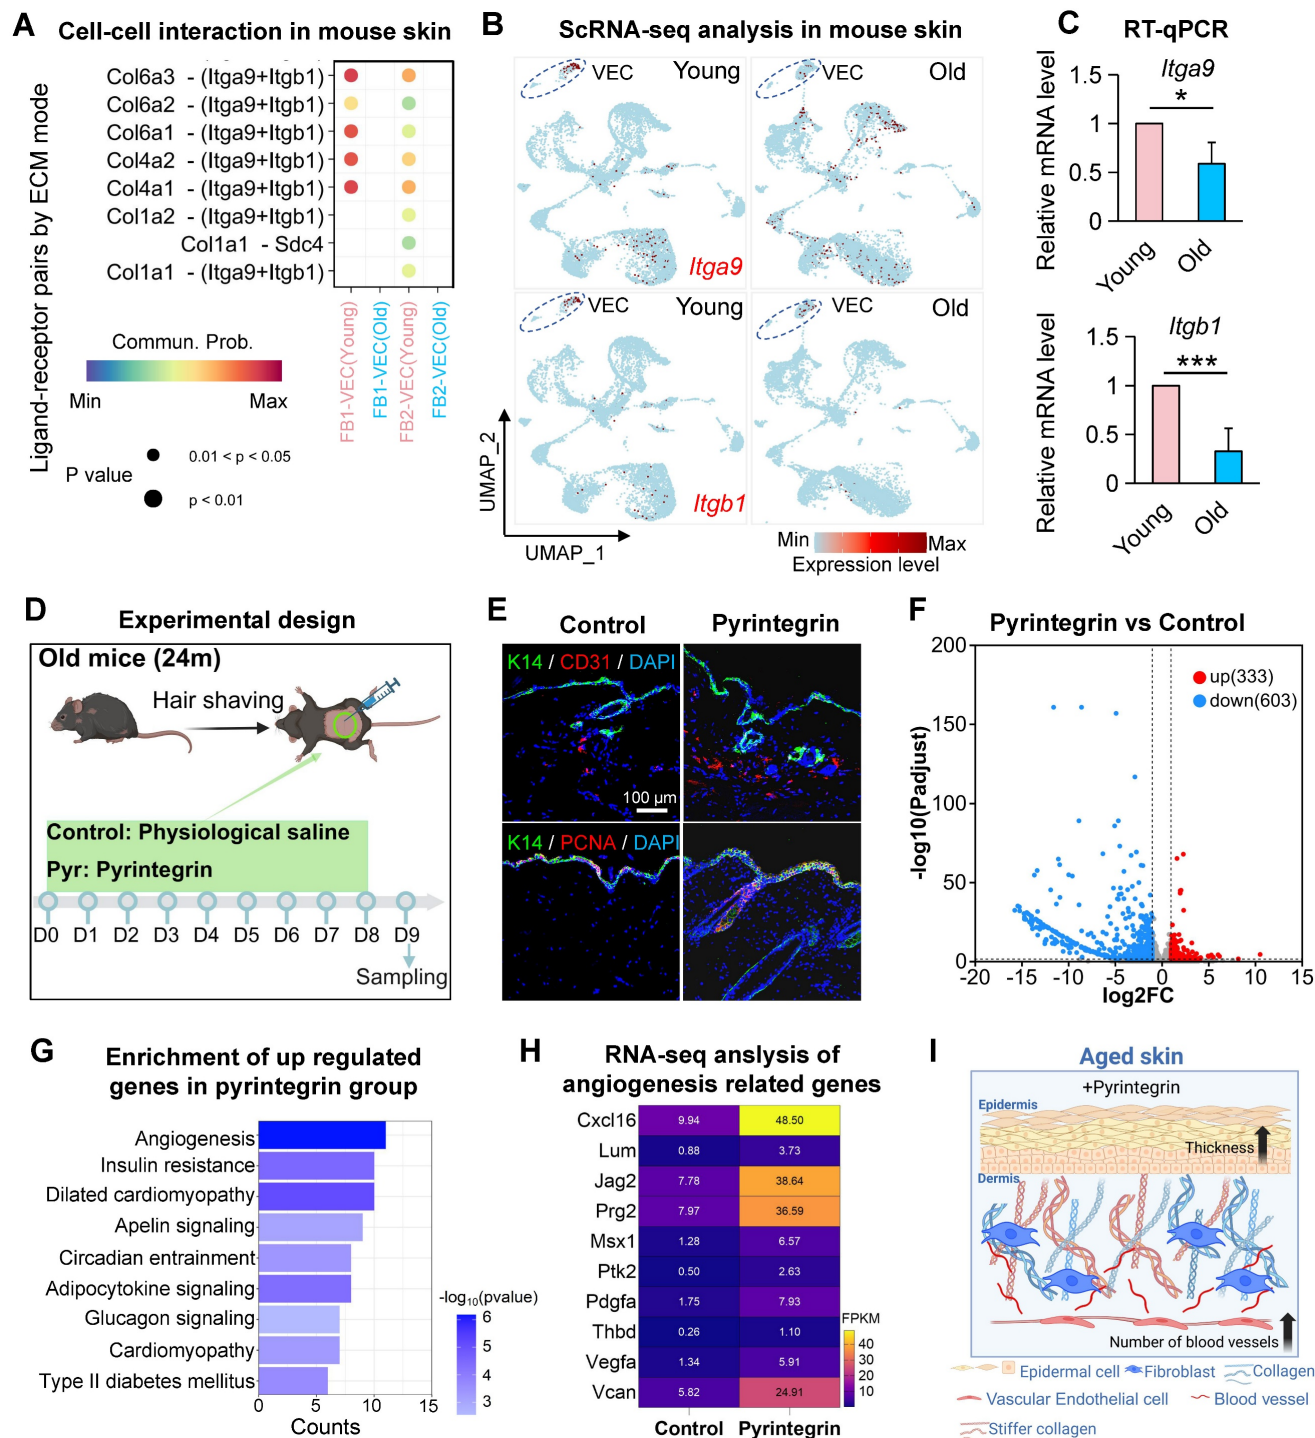 A
Cell-cell interaction in mouse skin
Ligand-receptor pairs by ECM mode
Col6a3 - (Itga9+Itgb1)
Col6a2 - (Itga9+Itgb1)
Col6a1 - (Itga9+Itgb1)
Col4a2 - (Itga9+Itgb1)
Col4a1 - (Itga9+Itgb1)
Col1a2 - (Itga9+Itgb1)
Col1a1 - Sdc4
Col1a1 - (Itga9+Itgb1)
FB1-VEC(Young)
FB1-VEC(Old)
FB2-VEC(Young)
FB2-VEC(Old)
Commun. Prob.
Min Max
P value
0.01 < p < 0.05
p < 0.01
B
ScRNA-seq analysis in mouse skin
VEC Young
Itga9
VEC Old
VEC Young
Itgb1
VEC Old
UMAP_2
UMAP_1
Min Max
Expression level
C
RT-qPCR
Itga9
Relative mRNA level
1.5
1
0.5
0
*
Young
Old
Itgb1
Relative mRNA level
1.5
1
0.5
0
***
Young
Old
D
Experimental design
Old mice (24m)
Hair shaving
Control: Physiological saline
Pyr: Pyrintegrin
D0 D1 D2 D3 D4 D5 D6 D7 D8 D9
Sampling
E
Control Pyrintegrin
K14 / CD31 / DAPI
100 µm
K14 / PCNA / DAPI
F
Pyrintegrin vs Control
-log10(Padjust)
200
150
100
50
0
up(333)
down(603)
-20 -15 -10 -5 0 5 10 15
log2FC
G
Enrichment of up regulated
genes in pyrintegrin group
Angiogenesis
Insulin resistance
Dilated cardiomyopathy
Apelin signaling
Circadian entrainment
Adipocytokine signaling
Glucagon signaling
Cardiomyopathy
Type II diabetes mellitus
0 5 10 15
Counts
-log10(pvalue)
6
5
4
3
H
RNA-seq anslysis of
angiogenesis related genes
Cxcl16 9.94 48.50
Lum 0.88 3.73
Jag2 7.78 38.64
Prg2 7.97 36.59
Msx1 1.28 6.57
Ptk2 0.50 2.63
Pdgfa 1.75 7.93
Thbd 0.26 1.10
Vegfa 1.34 5.91
Vcan 5.82 24.91
Control Pyrintegrin
FPKM
40
30
20
10
I
Aged skin
+Pyrintegrin
Epidermis
Thickness
Dermis
Number of blood vessels
Epidermal cell Fibroblast Collagen
Vascular Endothelial cell Blood vessel
Stiffer collagen